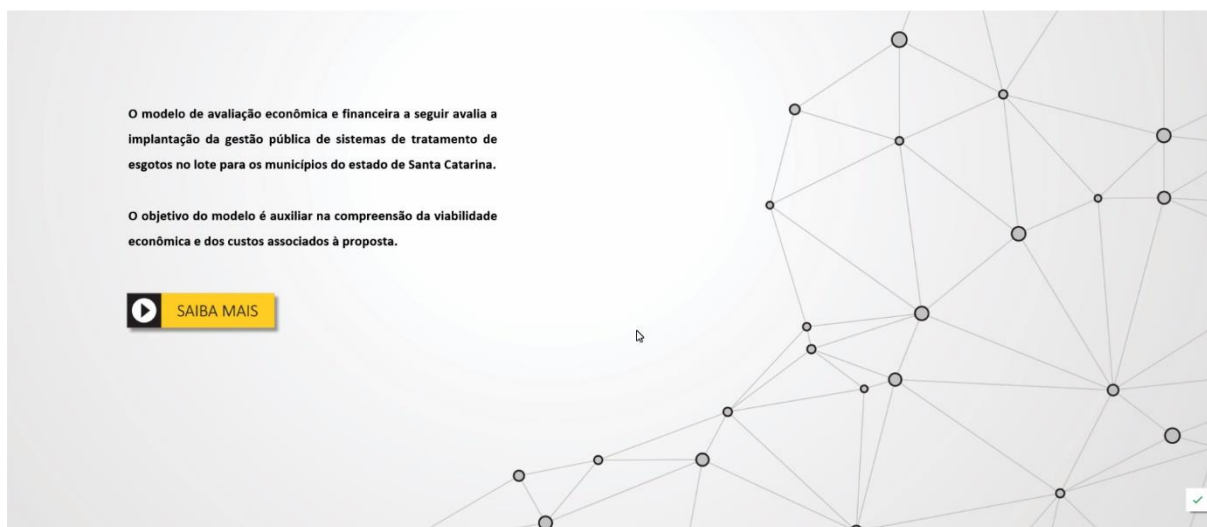 O modelo de avaliação econômica e financeira a seguir avalia a
implantação da gestão pública de sistemas de tratamento de
esgotos no lote para os municípios do estado de Santa Catarina.
O objetivo do modelo é auxiliar na compreensão da viabilidade
econômica e dos custos associados à proposta.
SAIBA MAIS